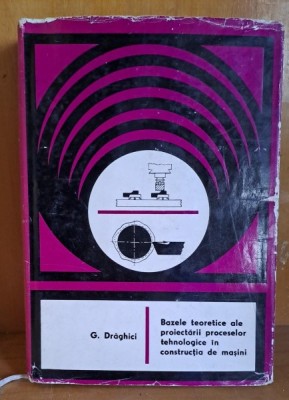 G. Drăghici
Bazele teoretice ale
proiectării proceselor
tehnologice în
construcția de mașini